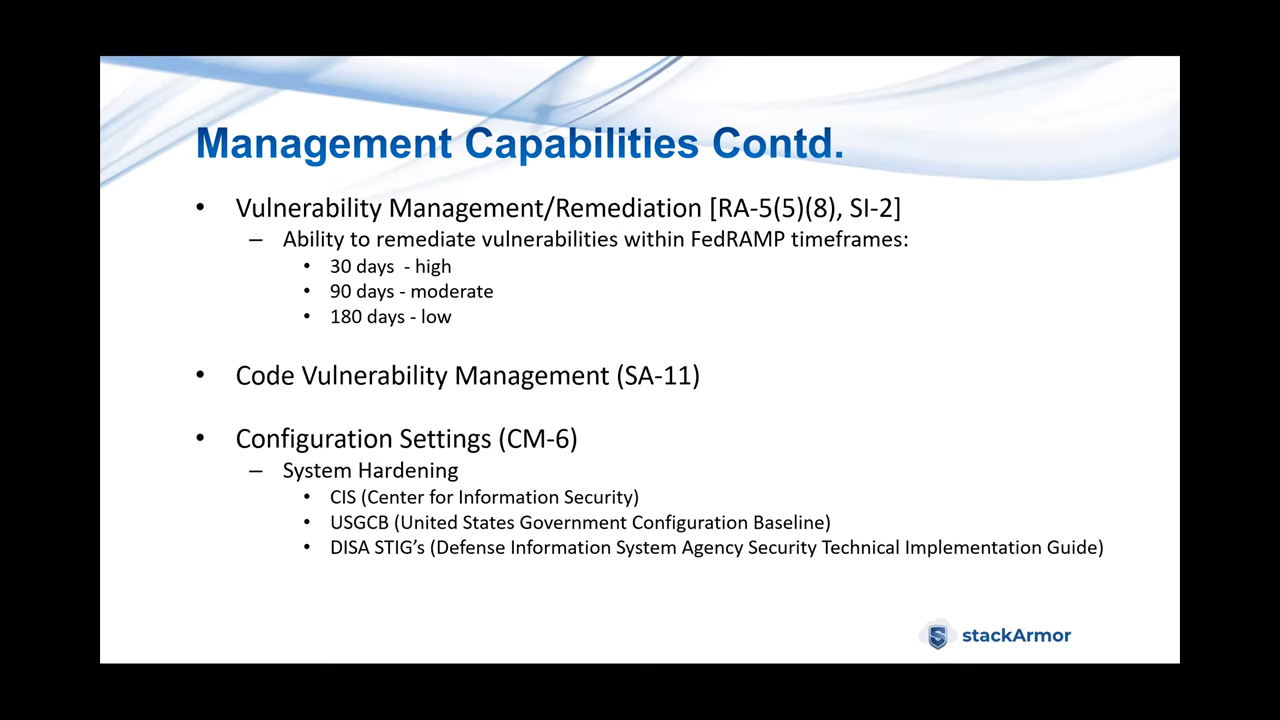 Management Capabilities Contd.
• Vulnerability Management/Remediation [RA-5(5)(8), SI-2]
– Ability to remediate vulnerabilities within FedRAMP timeframes:
• 30 days  - high
• 90 days - moderate
• 180 days - low
• Code Vulnerability Management (SA-11)
• Configuration Settings (CM-6)
– System Hardening
• CIS (Center for Information Security)
• USGCB (United States Government Configuration Baseline)
• DISA STIG’s (Defense Information System Agency Security Technical Implementation Guide)
stackArmor